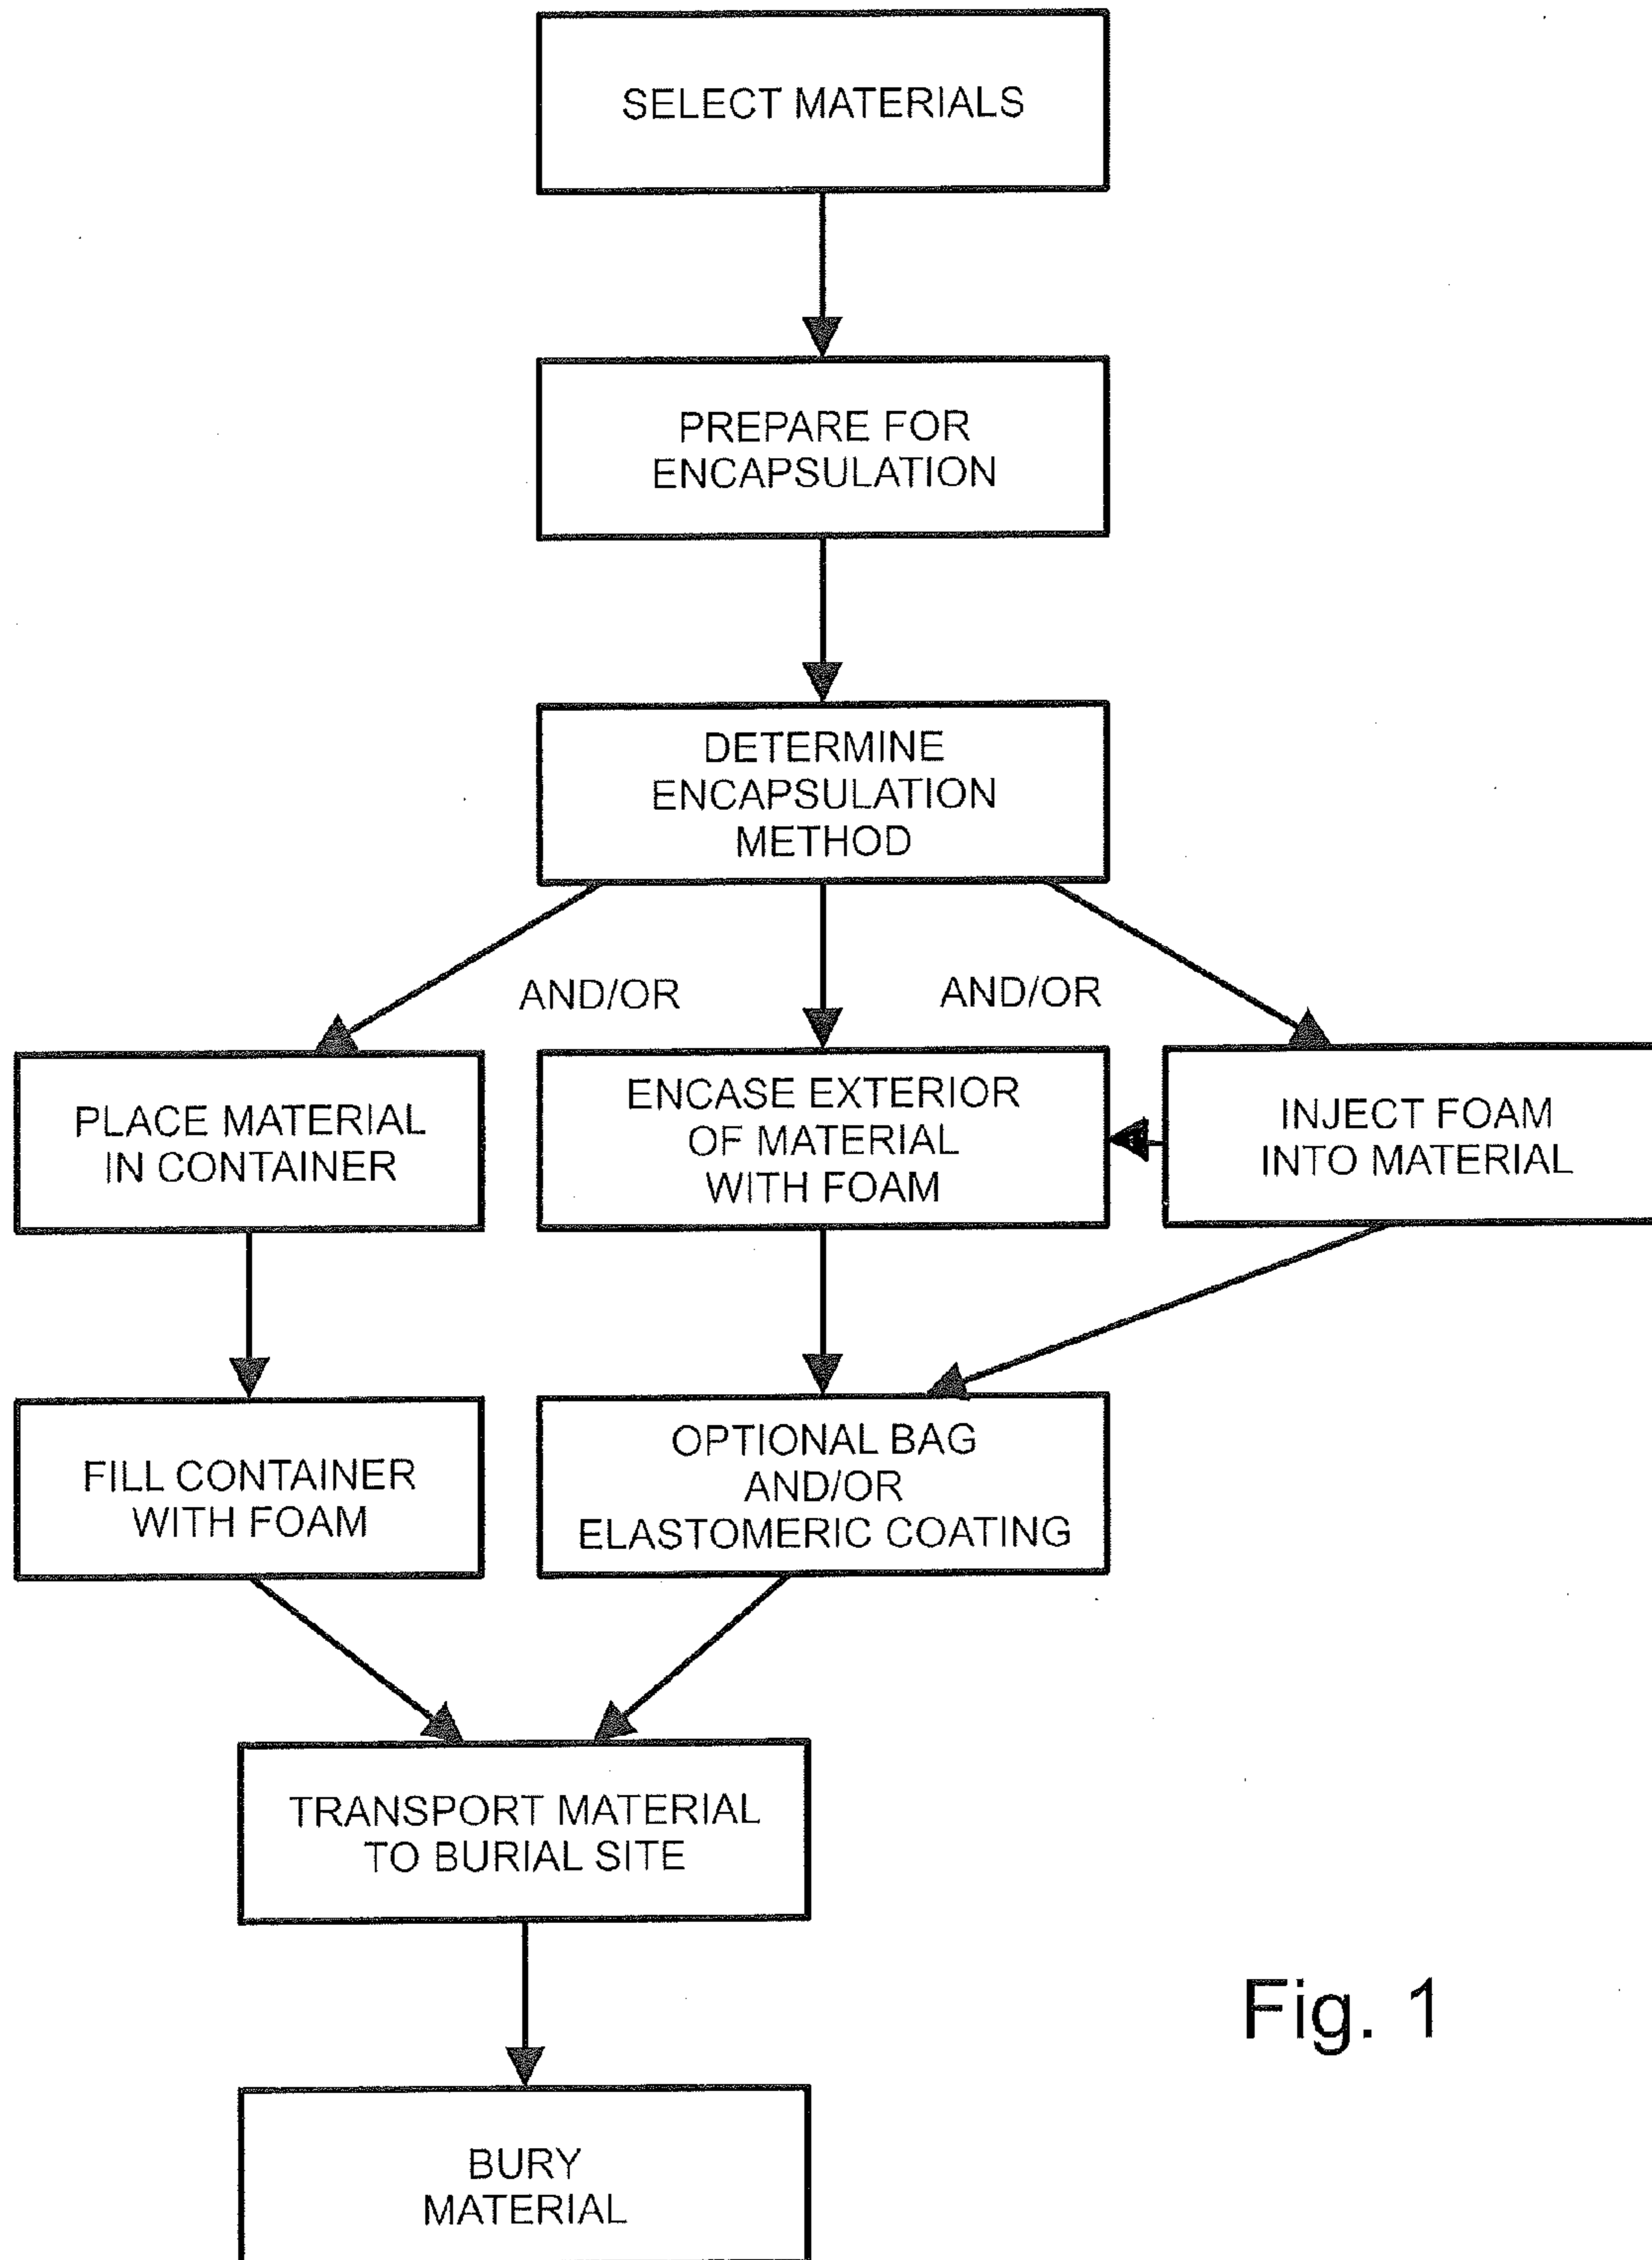 SELECT MATERIALS
PREPARE FOR
ENCAPSULATION
DETERMINE
ENCAPSULATION
METHOD
AND/OR
AND/OR
PLACE MATERIAL
IN CONTAINER
ENCASE EXTERIOR
OF MATERIAL
WITH FOAM
INJECT FOAM
INTO MATERIAL
FILL CONTAINER
WITH FOAM
OPTIONAL BAG
AND/OR
ELASTOMERIC COATING
TRANSPORT MATERIAL
TO BURIAL SITE
BURY
MATERIAL
Fig. 1